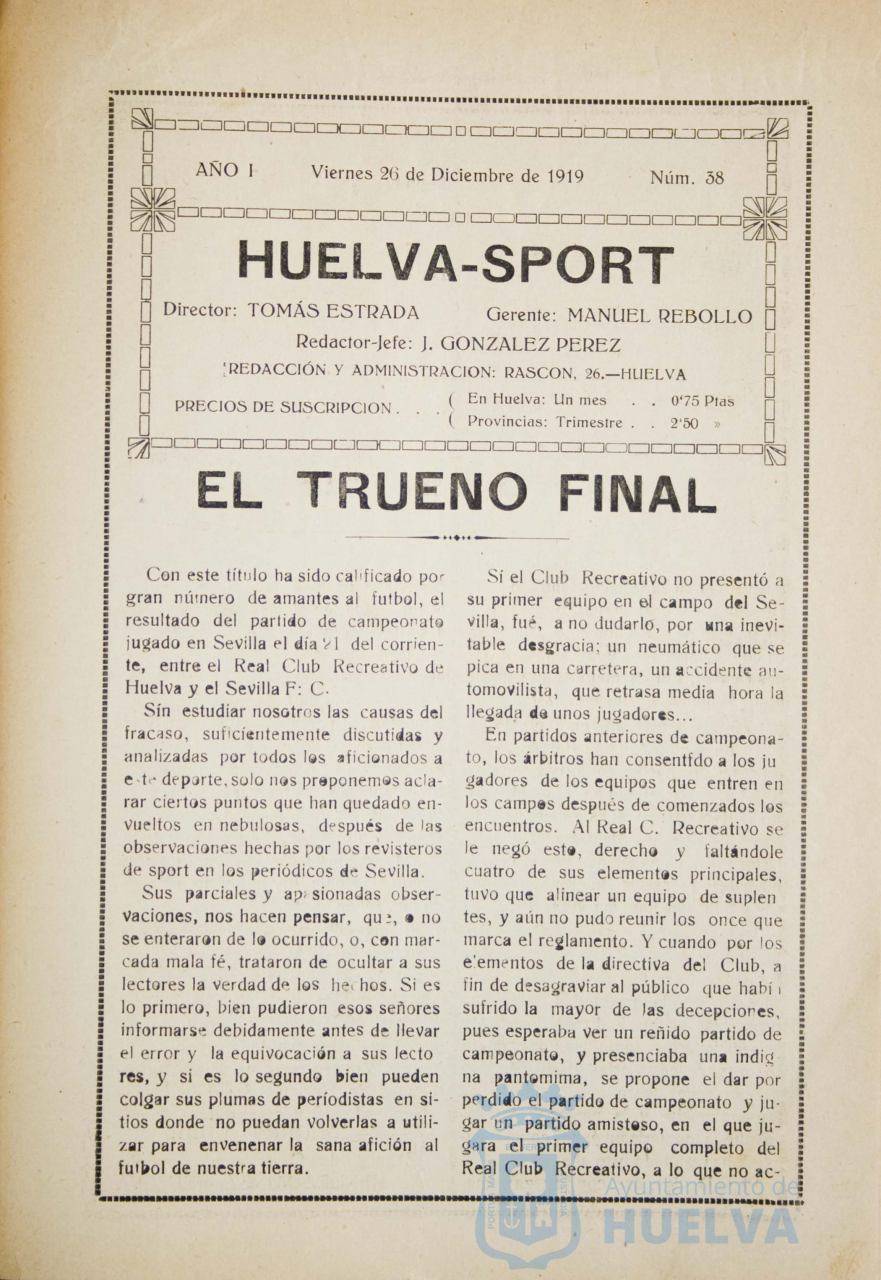 AÑO I Viernes 26 de Diciembre de 1919 Núm. 38
HUELVA-SPORT
Director: TOMÁS ESTRADA Gerente: MANUEL REBOLLO
Redactor-Jefe: J. GONZALEZ PEREZ
REDACCIÓN Y ADMINISTRACION: RASCON, 26.—HUELVA
PRECIOS DE SUSCRIPCION . . . ( En Huelva: Un mes . . 0'75 Ptas
( Provincias: Trimestre . . 2'50 »
EL TRUENO FINAL
Con este título ha sido calificado por
gran número de amantes al futbol, el
resultado del partido de campeonato
jugado en Sevilla el día 21 del corrien-
te, entre el Real Club Recreativo de
Huelva y el Sevilla F: C.
Sín estudiar nosotros las causas del
fracaso, suficientemente discutidas y
analizadas por todos los aficionados a
este deporte, solo nos proponemos acla-
rar ciertos puntos que han quedado en-
vueltos en nebulosas, después de las
observaciones hechas por los revisteros
de sport en los periódicos de Sevilla.
Sus parciales y apasionadas obser-
vaciones, nos hacen pensar, que, o no
se enteraron de lo ocurrido, o, con mar-
cada mala fé, trataron de ocultar a sus
lectores la verdad de los hechos. Si es
lo primero, bien pudieron esos señores
informarse debidamente antes de llevar
el error y la equivocación a sus lecto
res, y si es lo segundo bien pueden
colgar sus plumas de períodistas en si-
tios donde no puedan volverlas a utili-
zar para envenenar la sana afición al
futbol de nuestra tierra.
Sí el Club Recreativo no presentó a
su primer equipo en el campo del Se-
villa, fué, a no dudarlo, por una inevi-
table desgracia; un neumático que se
pica en una carretera, un accidente au-
tomovilista, que retrasa media hora la
llegada de unos jugadores...
En partidos anteriores de campeona-
to, los árbitros han consentído a los ju
gadores de los equipos que entren en
los campos después de comenzados los
encuentros. Al Real C. Recreativo se
le negó este, derecho y faltándole
cuatro de sus elementos principales,
tuvo que alinear un equipo de suplen
tes, y aún no pudo reunir los once que
marca el reglamento. Y cuando por los
elementos de la directiva del Club, a
fin de desagraviar al público que había
sufrido la mayor de las decepciones,
pues esperaba ver un reñido partido de
campeonato, y presenciaba una indig
na pantomima, se propone el dar por
perdido el partido de campeonato y ju-
gar un partido amistoso, en el que ju-
gara el primer equipo completo del
Real Club Recreativo, a lo que no ac-
Ayuntamiento de
HUELVA